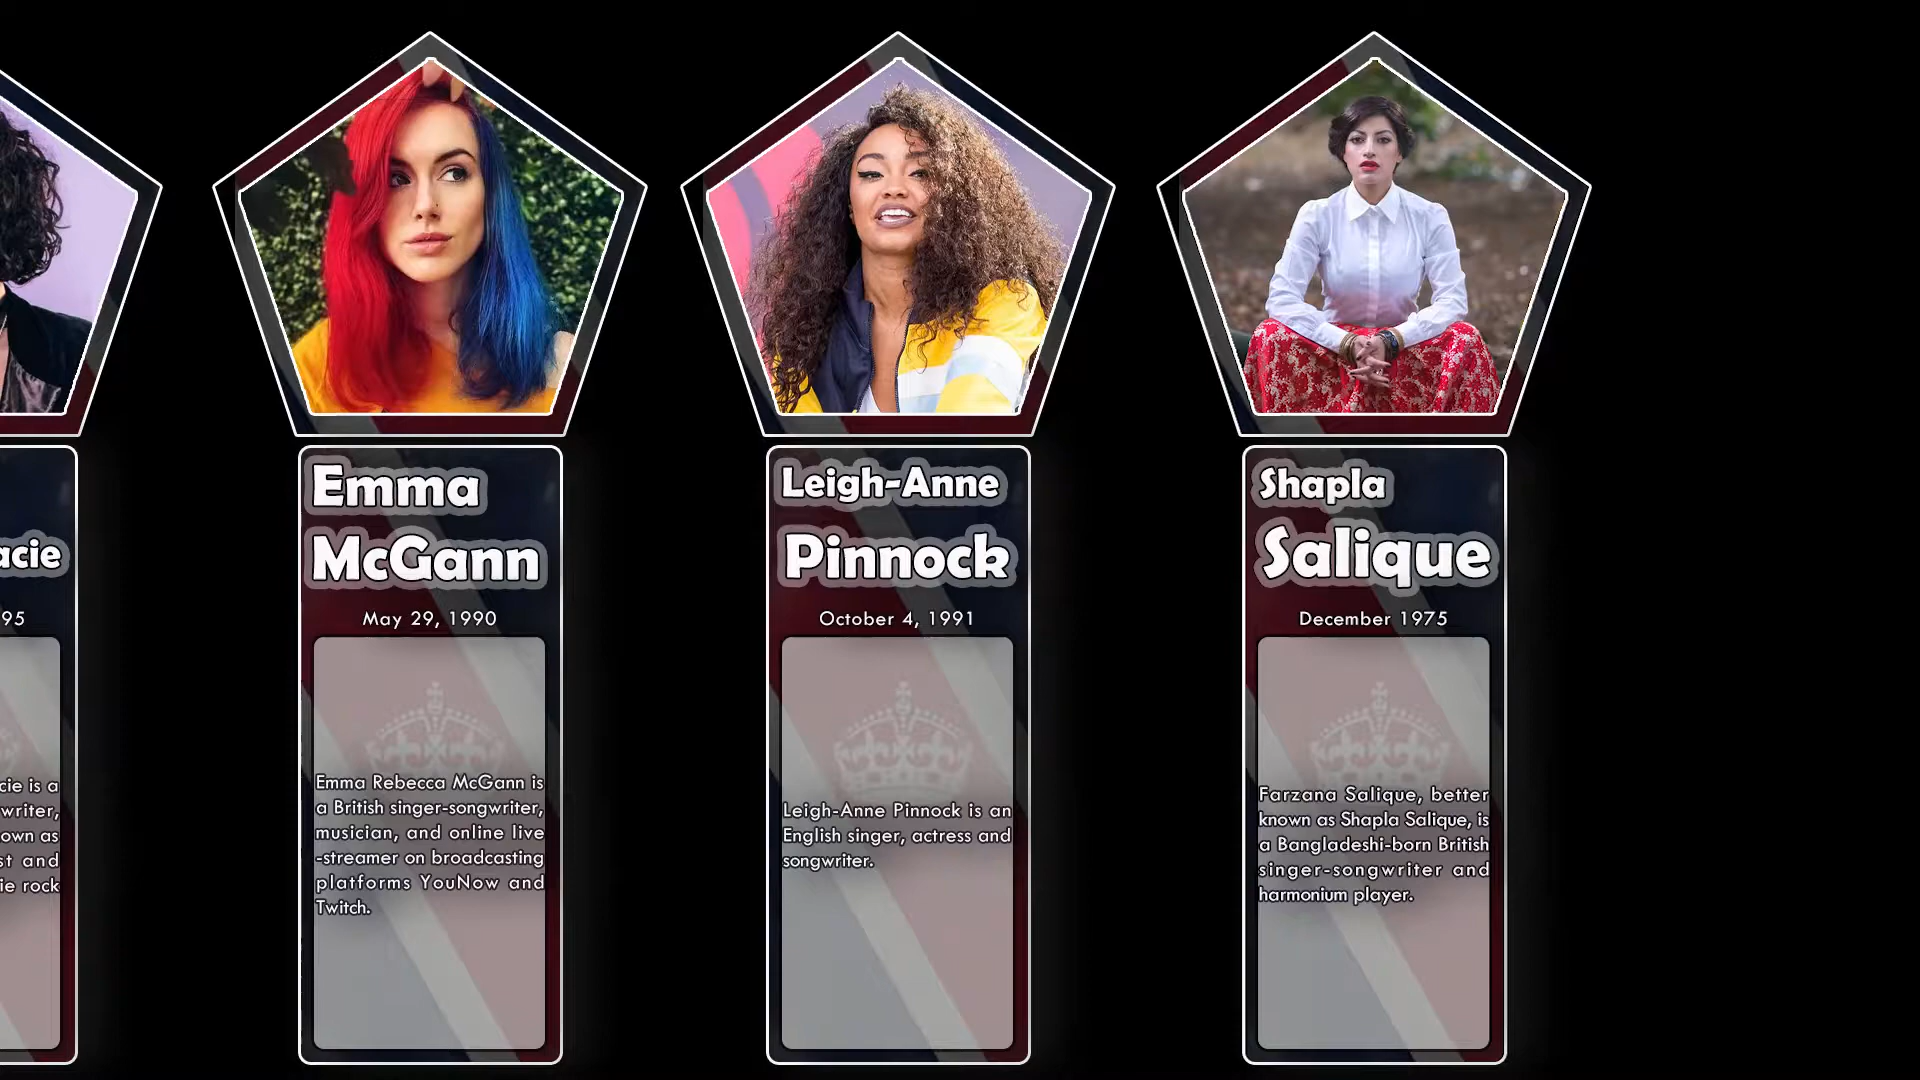 acie
95
cie is a
writer,
own as
st and
ie rock
Emma
McGann
May 29, 1990
Emma Rebecca McGann is
a British singer-songwriter,
musician, and online live
-streamer on broadcasting
platforms YouNow and
Twitch.
Leigh-Anne
Pinnock
October 4, 1991
Leigh-Anne Pinnock is an
English singer, actress and
songwriter.
Shapla
Salique
December 1975
Farzana Salique, better
known as Shapla Salique, is
a Bangladeshi-born British
singer-songwriter and
harmonium player.